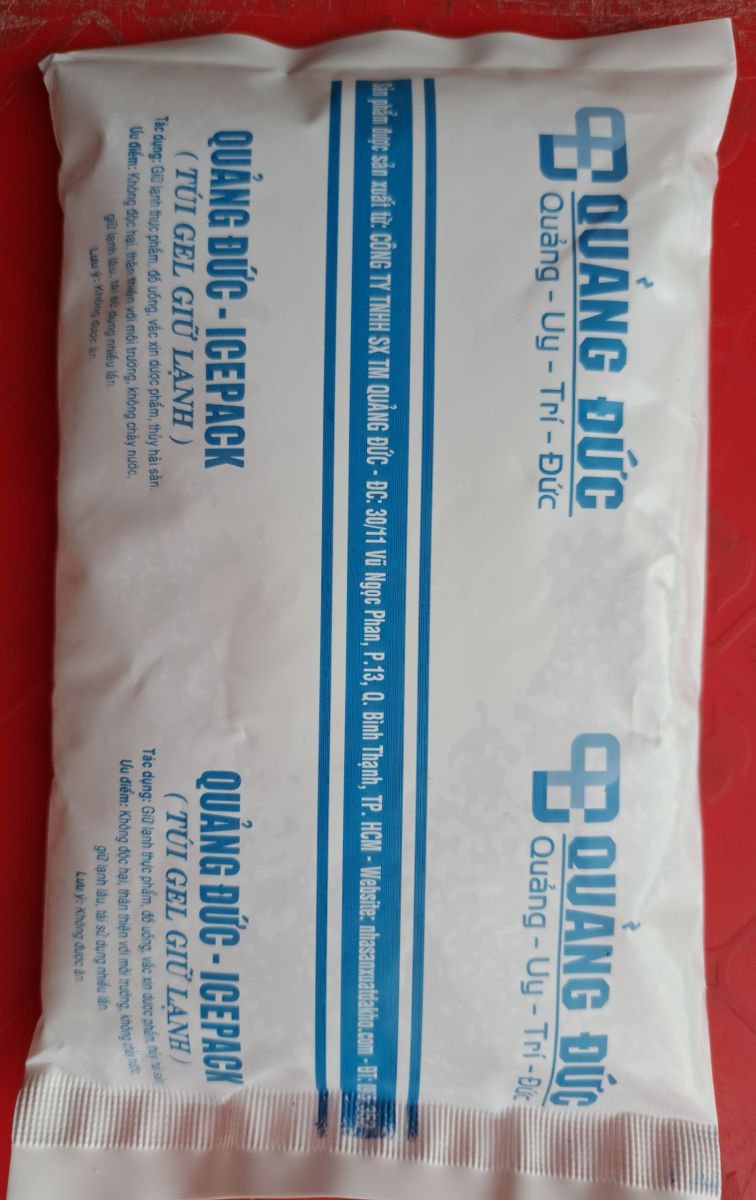 QUẢNG ĐỨC
Quảng - Uy - Trí - Đức
QUẢNG ĐỨC
Quảng - Uy - Trí - Đức
Sản phẩm được sản xuất từ: CÔNG TY TNHH SX TM QUẢNG ĐỨC - ĐC: 30/11 Vũ Ngọc Phan, P.13, Q. Bình Thạnh, TP. HCM - Website: nhasanxuatdakho.com - ĐT:
QUẢNG ĐỨC - ICEPACK
( TÚI GEL GIỮ LẠNH )
Tác dụng: Giữ lạnh thực phẩm, đồ uống, vắc xin dược phẩm, thủy hải sản.
Ưu điểm: Không độc hại, thân thiện với môi trường, không chảy nước,
giữ lạnh lâu, tái sử dụng nhiều lần.
Lưu ý: Không được ăn.
QUẢNG ĐỨC - ICEPACK
( TÚI GEL GIỮ LẠNH )
Tác dụng: Giữ lạnh thực phẩm, đồ uống, vắc xin dược phẩm, thủy hải sản.
Ưu điểm: Không độc hại, thân thiện với môi trường, không chảy nước,
giữ lạnh lâu, tái sử dụng nhiều lần.
Lưu ý: Không được ăn.